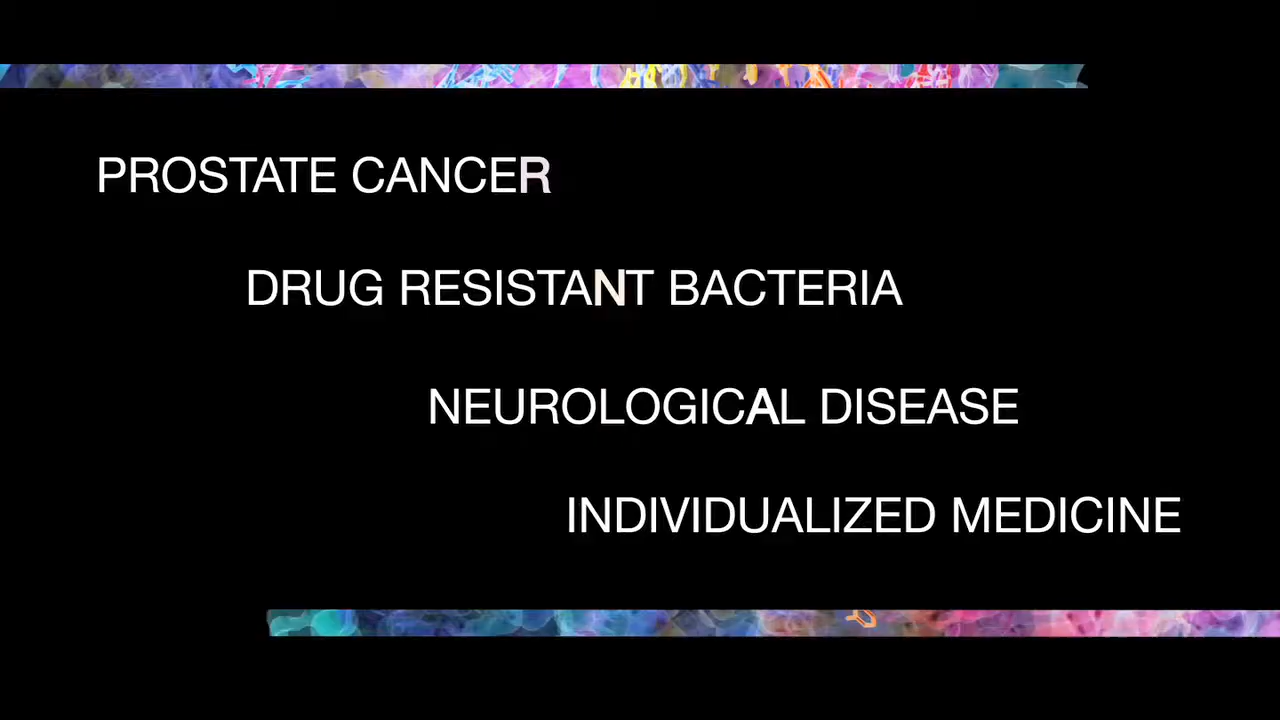 PROSTATE CANCER
DRUG RESISTANT BACTERIA
NEUROLOGICAL DISEASE
INDIVIDUALIZED MEDICINE